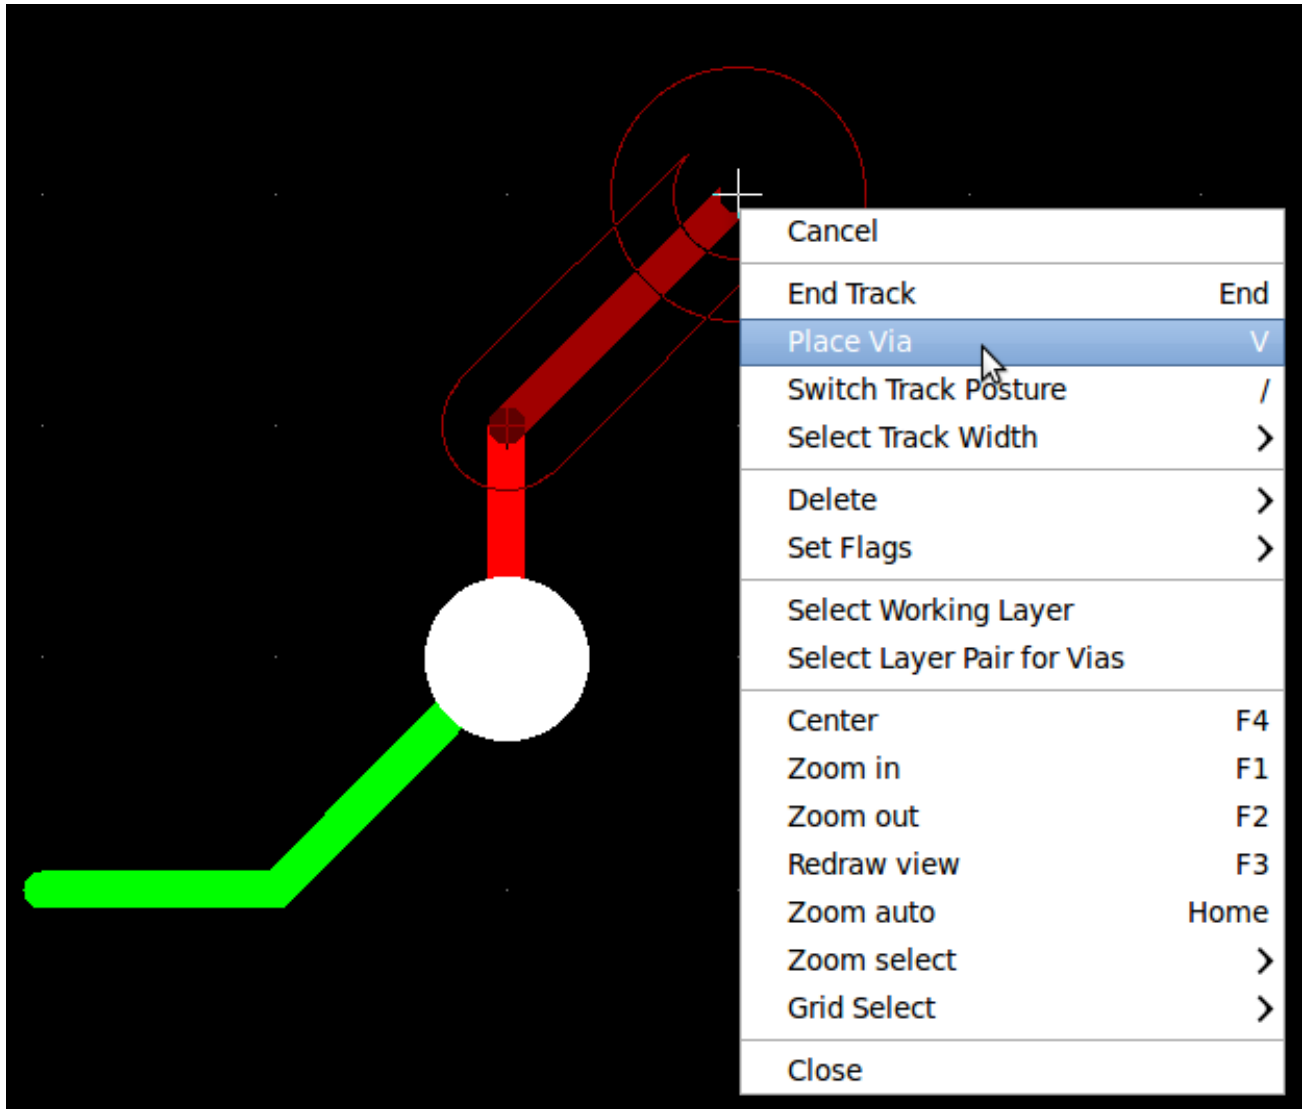 Cancel
End Track End
Place Via V
Switch Track Posture /
Select Track Width
Delete
Set Flags
Select Working Layer
Select Layer Pair for Vias
Center F4
Zoom in F1
Zoom out F2
Redraw view F3
Zoom auto Home
Zoom select
Grid Select
Close